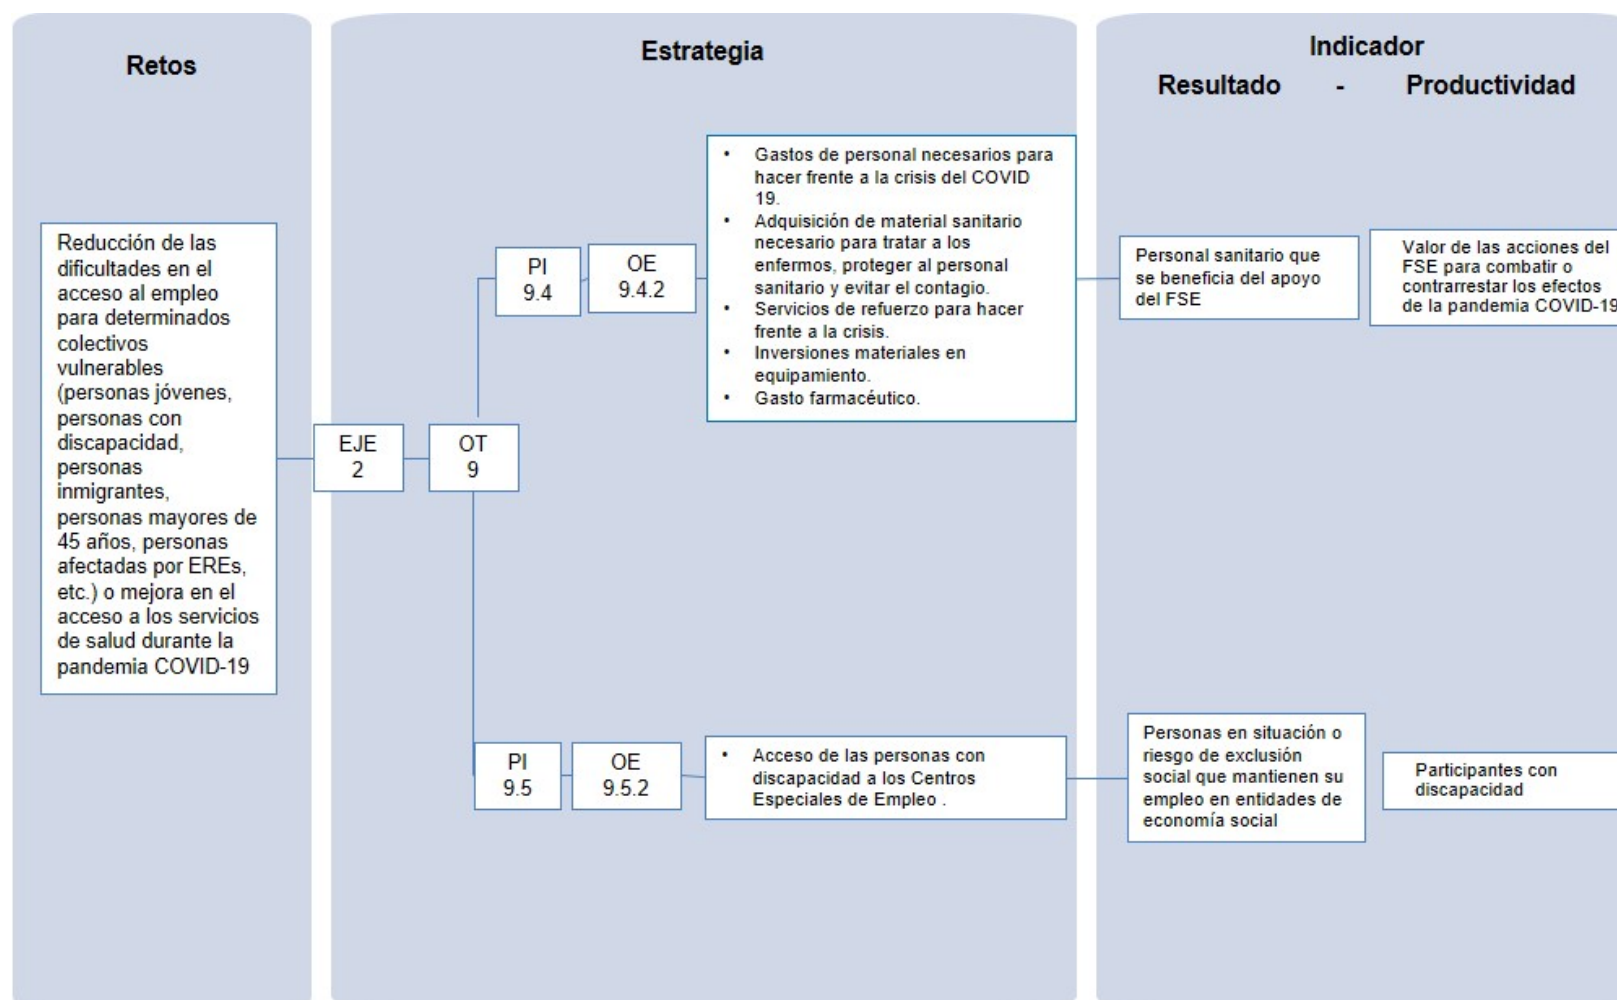 Retos
Estrategia
Indicador
Resultado - Productividad
Reducción de las
dificultades en el
acceso al empleo
para determinados
colectivos
vulnerables
(personas jóvenes,
personas con
discapacidad,
personas
inmigrantes,
personas mayores de
45 años, personas
afectadas por EREs,
etc.) o mejora en el
acceso a los servicios
de salud durante la
pandemia COVID-19
EJE
2
OT
9
PI
9.4
OE
9.4.2
• Gastos de personal necesarios para
hacer frente a la crisis del COVID
19.
• Adquisición de material sanitario
necesario para tratar a los
enfermos, proteger al personal
sanitario y evitar el contagio.
• Servicios de refuerzo para hacer
frente a la crisis.
• Inversiones materiales en
equipamiento.
• Gasto farmacéutico.
Personal sanitario que
se beneficia del apoyo
del FSE
Valor de las acciones del
FSE para combatir o
contrarrestar los efectos
de la pandemia COVID-19
PI
9.5
OE
9.5.2
• Acceso de las personas con
discapacidad a los Centros
Especiales de Empleo .
Personas en situación o
riesgo de exclusión
social que mantienen su
empleo en entidades de
economía social
Participantes con
discapacidad